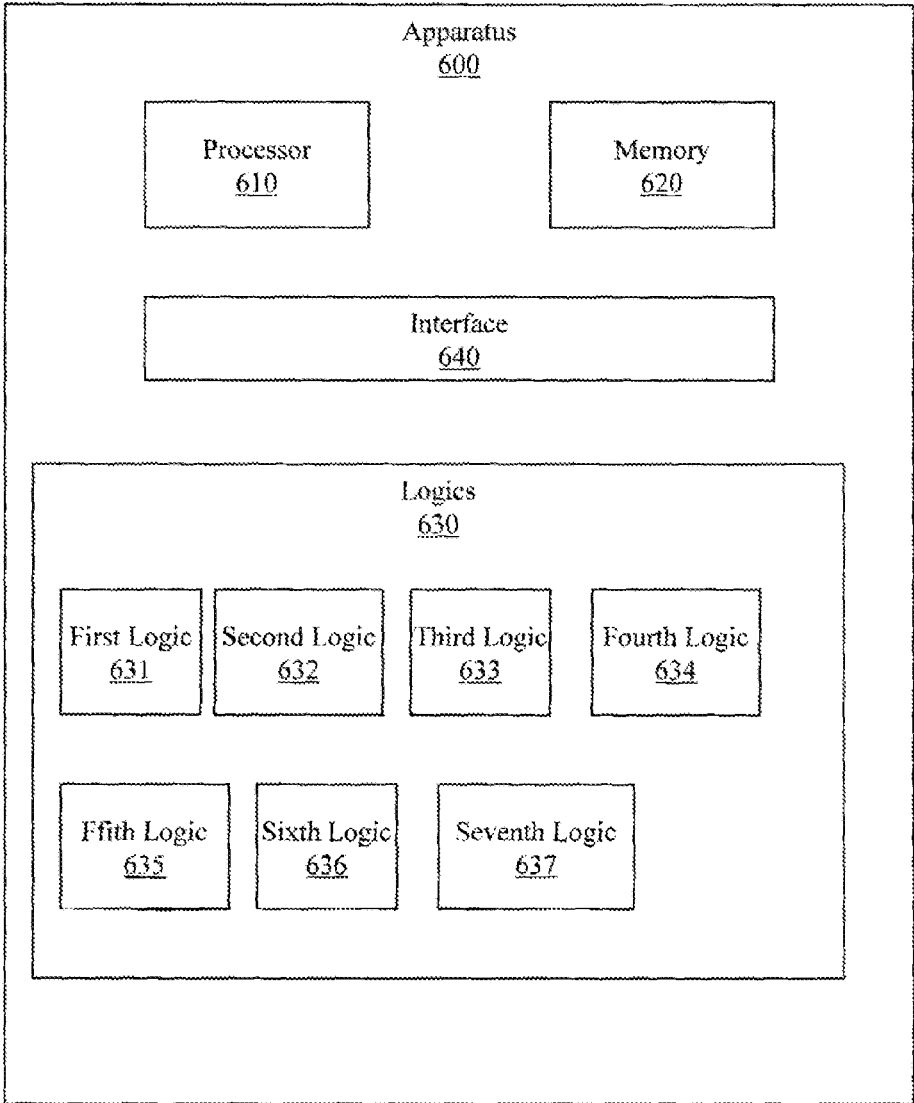 Apparatus
600
Processor
610
Memory
620
Interface
640
Logics
630
First Logic
631
Second Logic
632
Third Logic
633
Fourth Logic
634
Ffith Logic
635
Sixth Logic
636
Seventh Logic
637